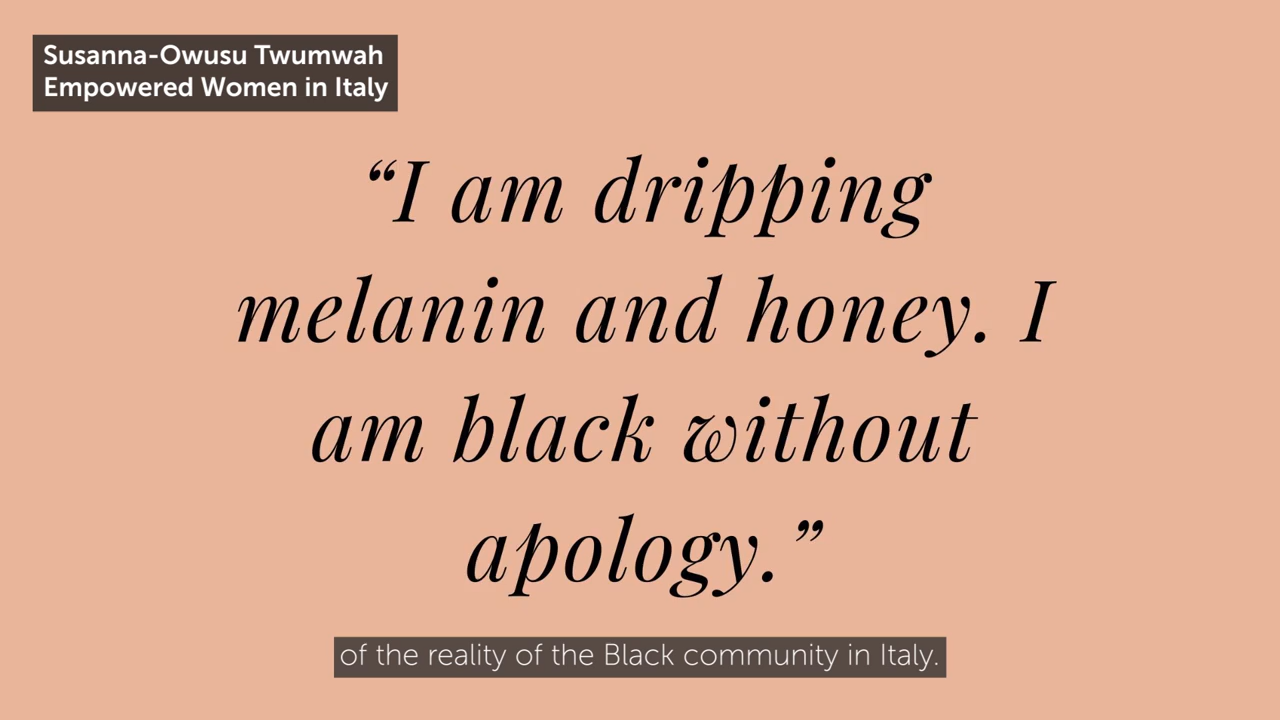 Susanna-Owusu Twumwah
Empowered Women in Italy
“I am dripping
melanin and honey. I
am black without
apology.”
of the reality of the Black community in Italy.